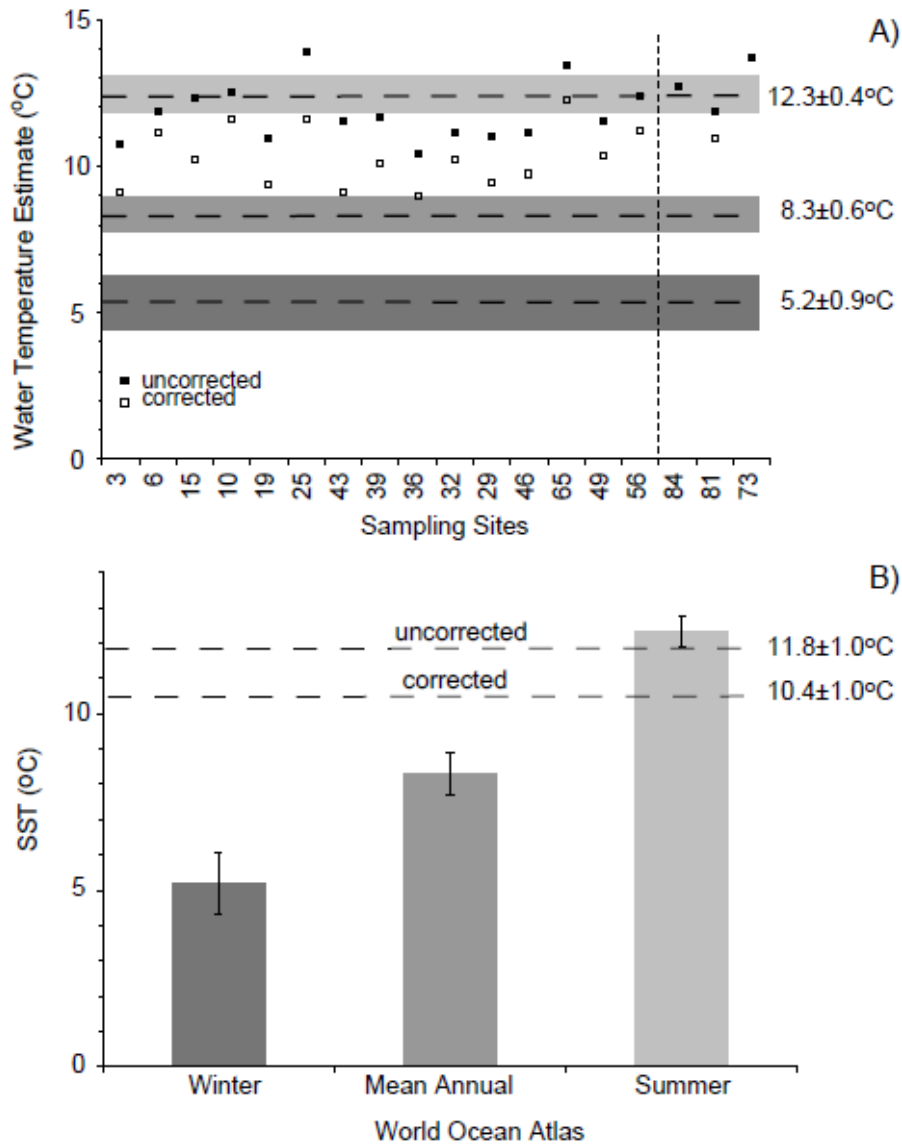 A)
15
10
5
0
Water Temperature Estimate (ºC)
12.3±0.4ºC
8.3±0.6ºC
5.2±0.9ºC
uncorrected
corrected
3 6 15 10 19 25 43 39 36 32 29 46 65 49 56 84 81 73
Sampling Sites
B)
uncorrected
11.8±1.0ºC
corrected
10.4±1.0ºC
10
5
0
SST (oC)
Winter Mean Annual Summer
World Ocean Atlas